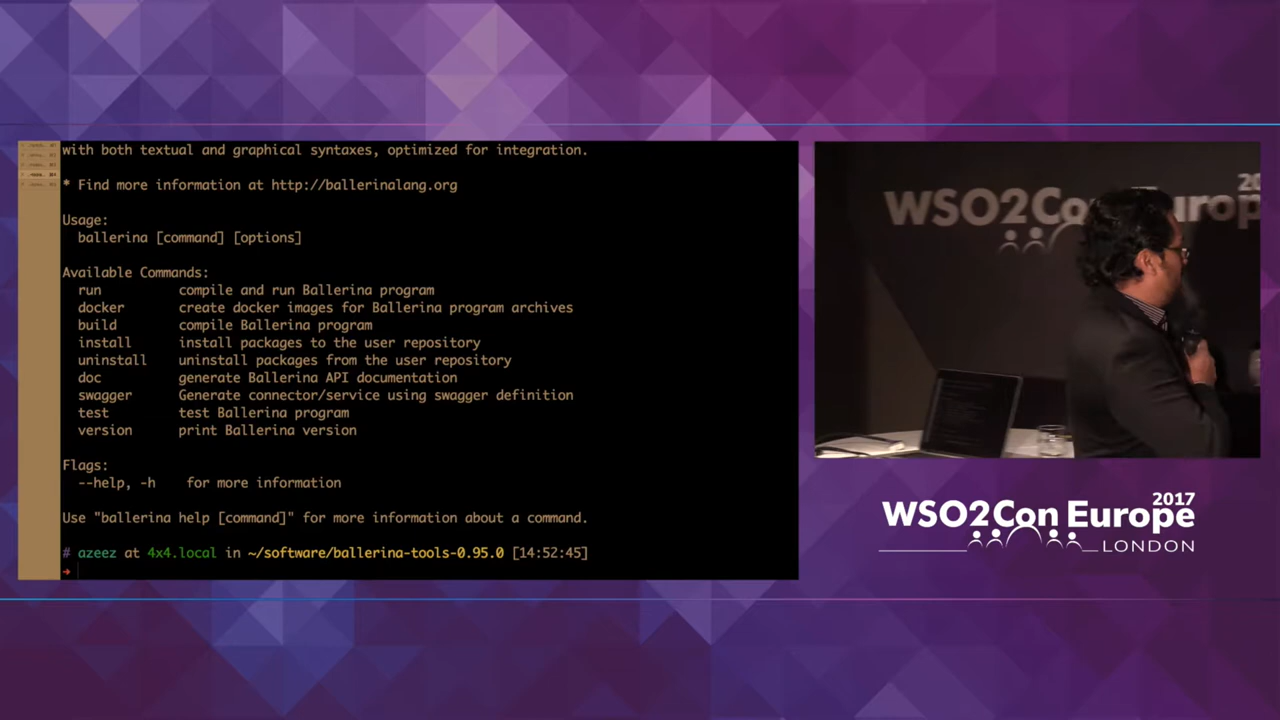 with both textual and graphical syntaxes, optimized for integration.
* Find more information at http://ballerinalang.org
Usage:
ballerina [command] [options]
Available Commands:
run compile and run Ballerina program
docker create docker images for Ballerina program archives
build compile Ballerina program
install install packages to the user repository
uninstall uninstall packages from the user repository
doc generate Ballerina API documentation
swagger Generate connector/service using swagger definition
test test Ballerina program
version print Ballerina version
Flags:
--help, -h for more information
Use "ballerina help [command]" for more information about a command.
# azeez at 4x4.local in ~/software/ballerina-tools-0.95.0 [14:52:45]
➜
20
WSO2Co urope
2017
WSO2Con Europe
LONDON